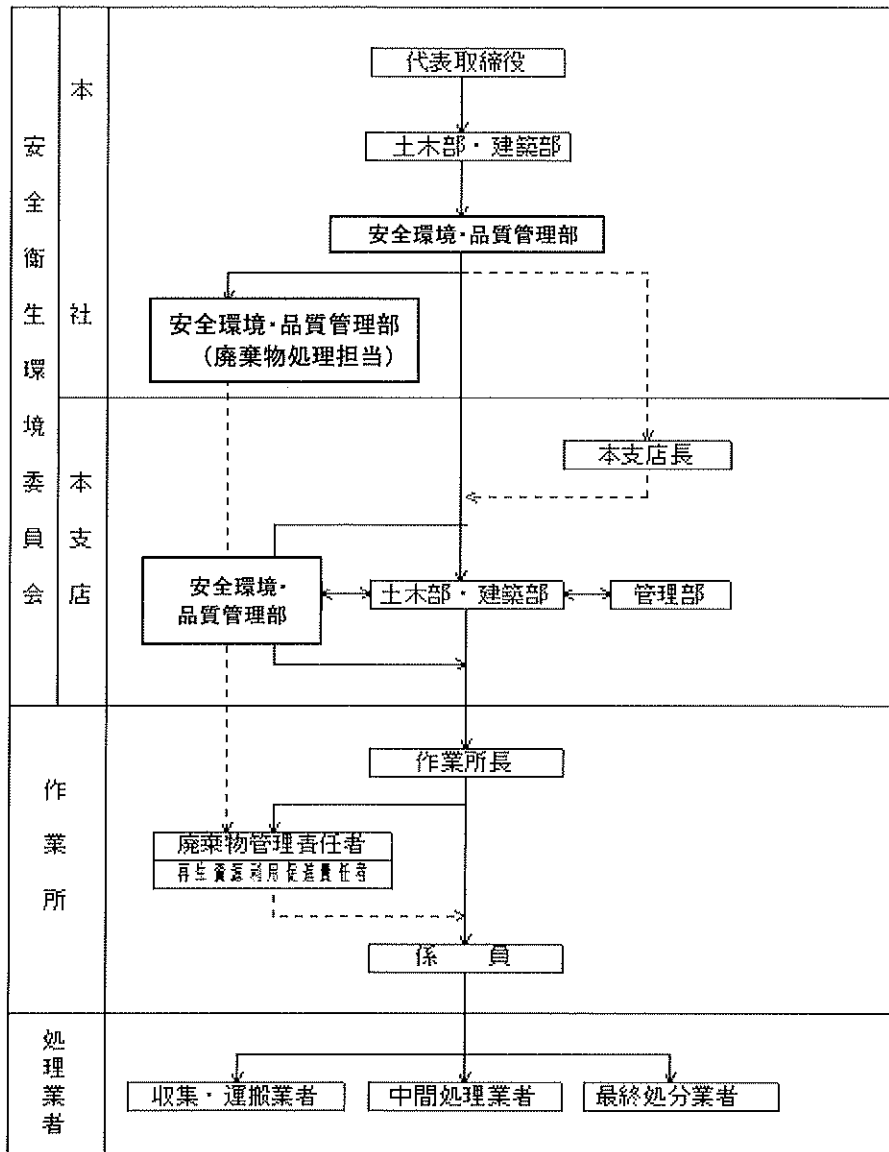 安全衛生環境委員会
本社
代表取締役
土木部・建築部
安全環境・品質管理部
安全環境・品質管理部
（廃棄物処理担当）
本支店
本支店長
安全環境・
品質管理部
土木部・建築部
管理部
作業所
作業所長
廃棄物管理責任者
再生資源利用促進責任者
係員
処理業者
収集・運搬業者
中間処理業者
最終処分業者